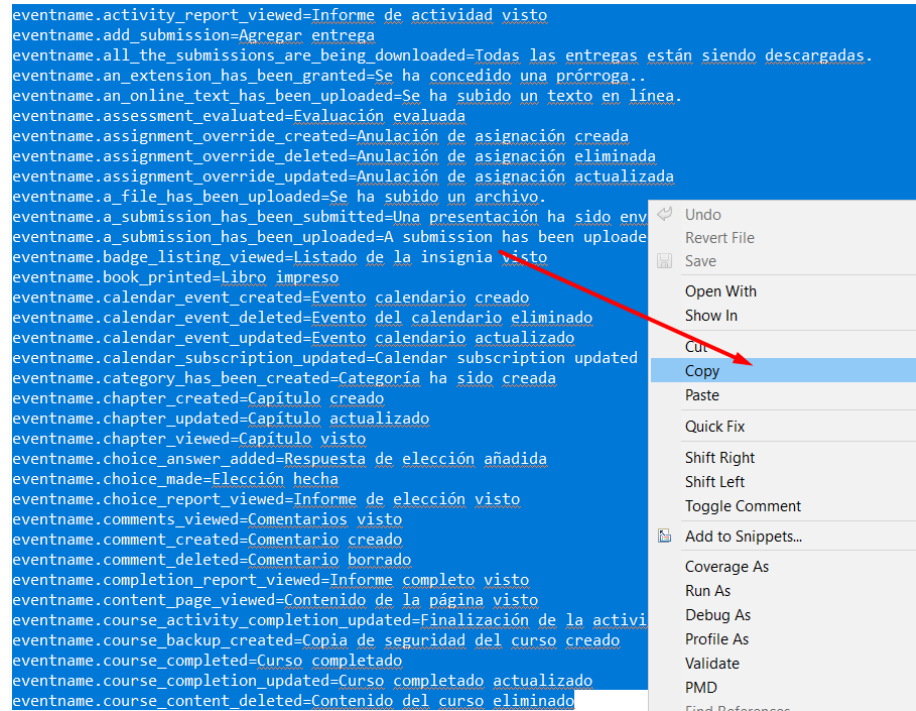 eventname.activity_report_viewed=Informe de actividad visto
eventname.add_submission=Agregar entrega
eventname.all_the_submissions_are_being_downloaded=Todas las entregas están siendo descargadas.
eventname.an_extension_has_been_granted=Se ha concedido una prórroga..
eventname.an_online_text_has_been_uploaded=Se ha subido un texto en línea.
eventname.assessment_evaluated=Evaluación evaluada
eventname.assignment_override_created=Anulación de asignación creada
eventname.assignment_override_deleted=Anulación de asignación eliminada
eventname.assignment_override_updated=Anulación de asignación actualizada
eventname.a_file_has_been_uploaded=Se ha subido un archivo.
eventname.a_submission_has_been_submitted=Una presentación ha sido env
eventname.a_submission_has_been_uploaded=A submission has been uploade
eventname.badge_listing_viewed=Listado de la insignia visto
eventname.book_printed=Libro impreso
eventname.calendar_event_created=Evento calendario creado
eventname.calendar_event_deleted=Evento del calendario eliminado
eventname.calendar_event_updated=Evento calendario actualizado
eventname.calendar_subscription_updated=Calendar subscription updated
eventname.category_has_been_created=Categoría ha sido creada
eventname.chapter_created=Capítulo creado
eventname.chapter_updated=Capítulo actualizado
eventname.chapter_viewed=Capítulo visto
eventname.choice_answer_added=Respuesta de elección añadida
eventname.choice_made=Elección hecha
eventname.choice_report_viewed=Informe de elección visto
eventname.comments_viewed=Comentarios visto
eventname.comment_created=Comentario creado
eventname.comment_deleted=Comentario borrado
eventname.completion_report_viewed=Informe completo visto
eventname.content_page_viewed=Contenido de la página visto
eventname.course_activity_completion_updated=Finalización de la activi
eventname.course_backup_created=Copia de seguridad del curso creado
eventname.course_completed=Curso completado
eventname.course_completion_updated=Curso completado actualizado
eventname.course_content_deleted=Contenido del curso eliminado
Undo
Revert File
Save
Open With
Show In
Cut
Copy
Paste
Quick Fix
Shift Right
Shift Left
Toggle Comment
Add to Snippets...
Coverage As
Run As
Debug As
Profile As
Validate
PMD
Find References